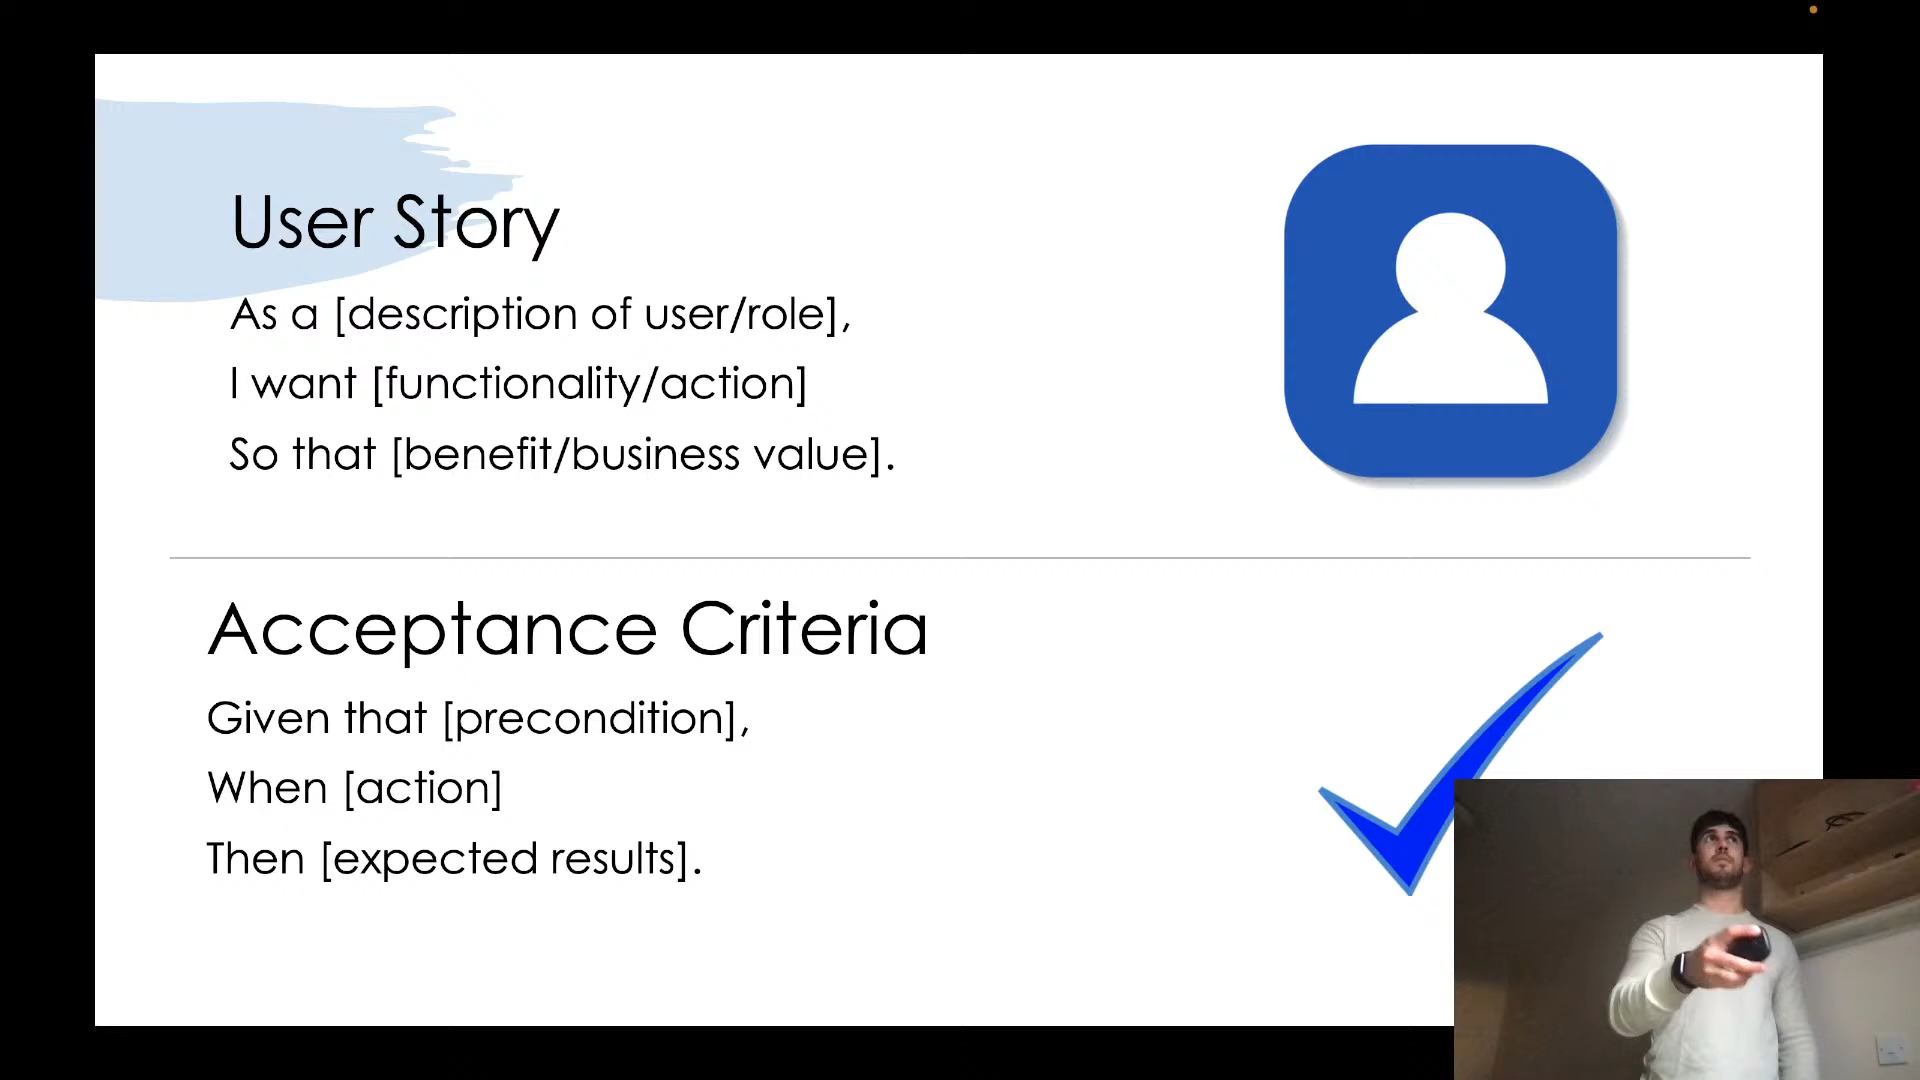 User Story
As a [description of user/role],
I want [functionality/action]
So that [benefit/business value].
Acceptance Criteria
Given that [precondition],
When [action]
Then [expected results].